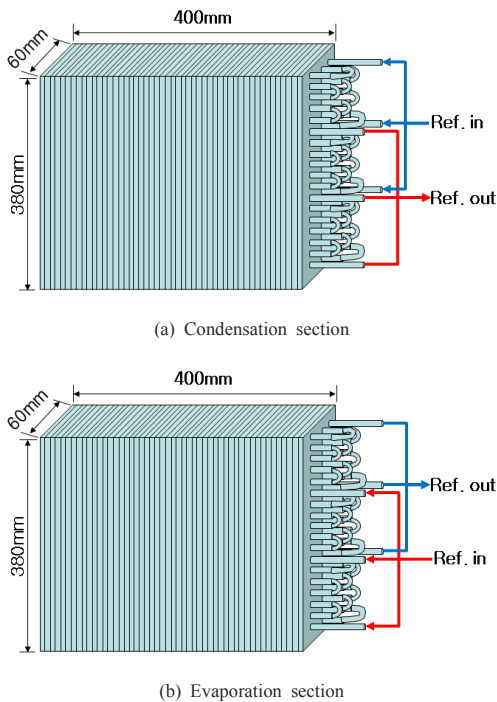 400mm
60mm
380mm
Ref. in
Ref. out
(a) Condensation section
400mm
60mm
380mm
Ref. out
Ref. in
(b) Evaporation section